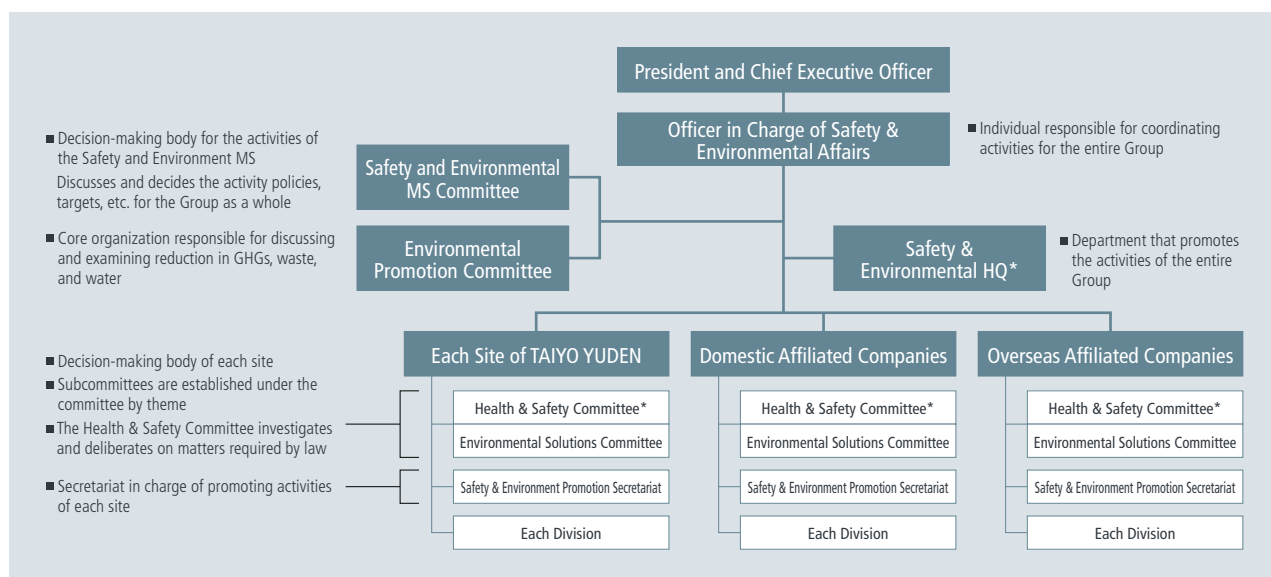 President and Chief Executive Officer
Officer in Charge of Safety &
Environmental Affairs
■ Individual responsible for coordinating
activities for the entire Group
■ Decision-making body for the activities of
the Safety and Environment MS
Discusses and decides the activity policies,
targets, etc. for the Group as a whole
Safety and Environmental
MS Committee
■ Core organization responsible for discussing
and examining reduction in GHGs, waste,
and water
Environmental
Promotion Committee
Safety &
Environmental HQ*
■ Department that promotes
the activities of the entire
Group
■ Decision-making body of each site
■ Subcommittees are established under the
committee by theme
■ The Health & Safety Committee investigates
and deliberates on matters required by law
■ Secretariat in charge of promoting activities
of each site
Each Site of TAIYO YUDEN
Health & Safety Committee*
Environmental Solutions Committee
Safety & Environment Promotion Secretariat
Each Division
Domestic Affiliated Companies
Health & Safety Committee*
Environmental Solutions Committee
Safety & Environment Promotion Secretariat
Each Division
Overseas Affiliated Companies
Health & Safety Committee*
Environmental Solutions Committee
Safety & Environment Promotion Secretariat
Each Division